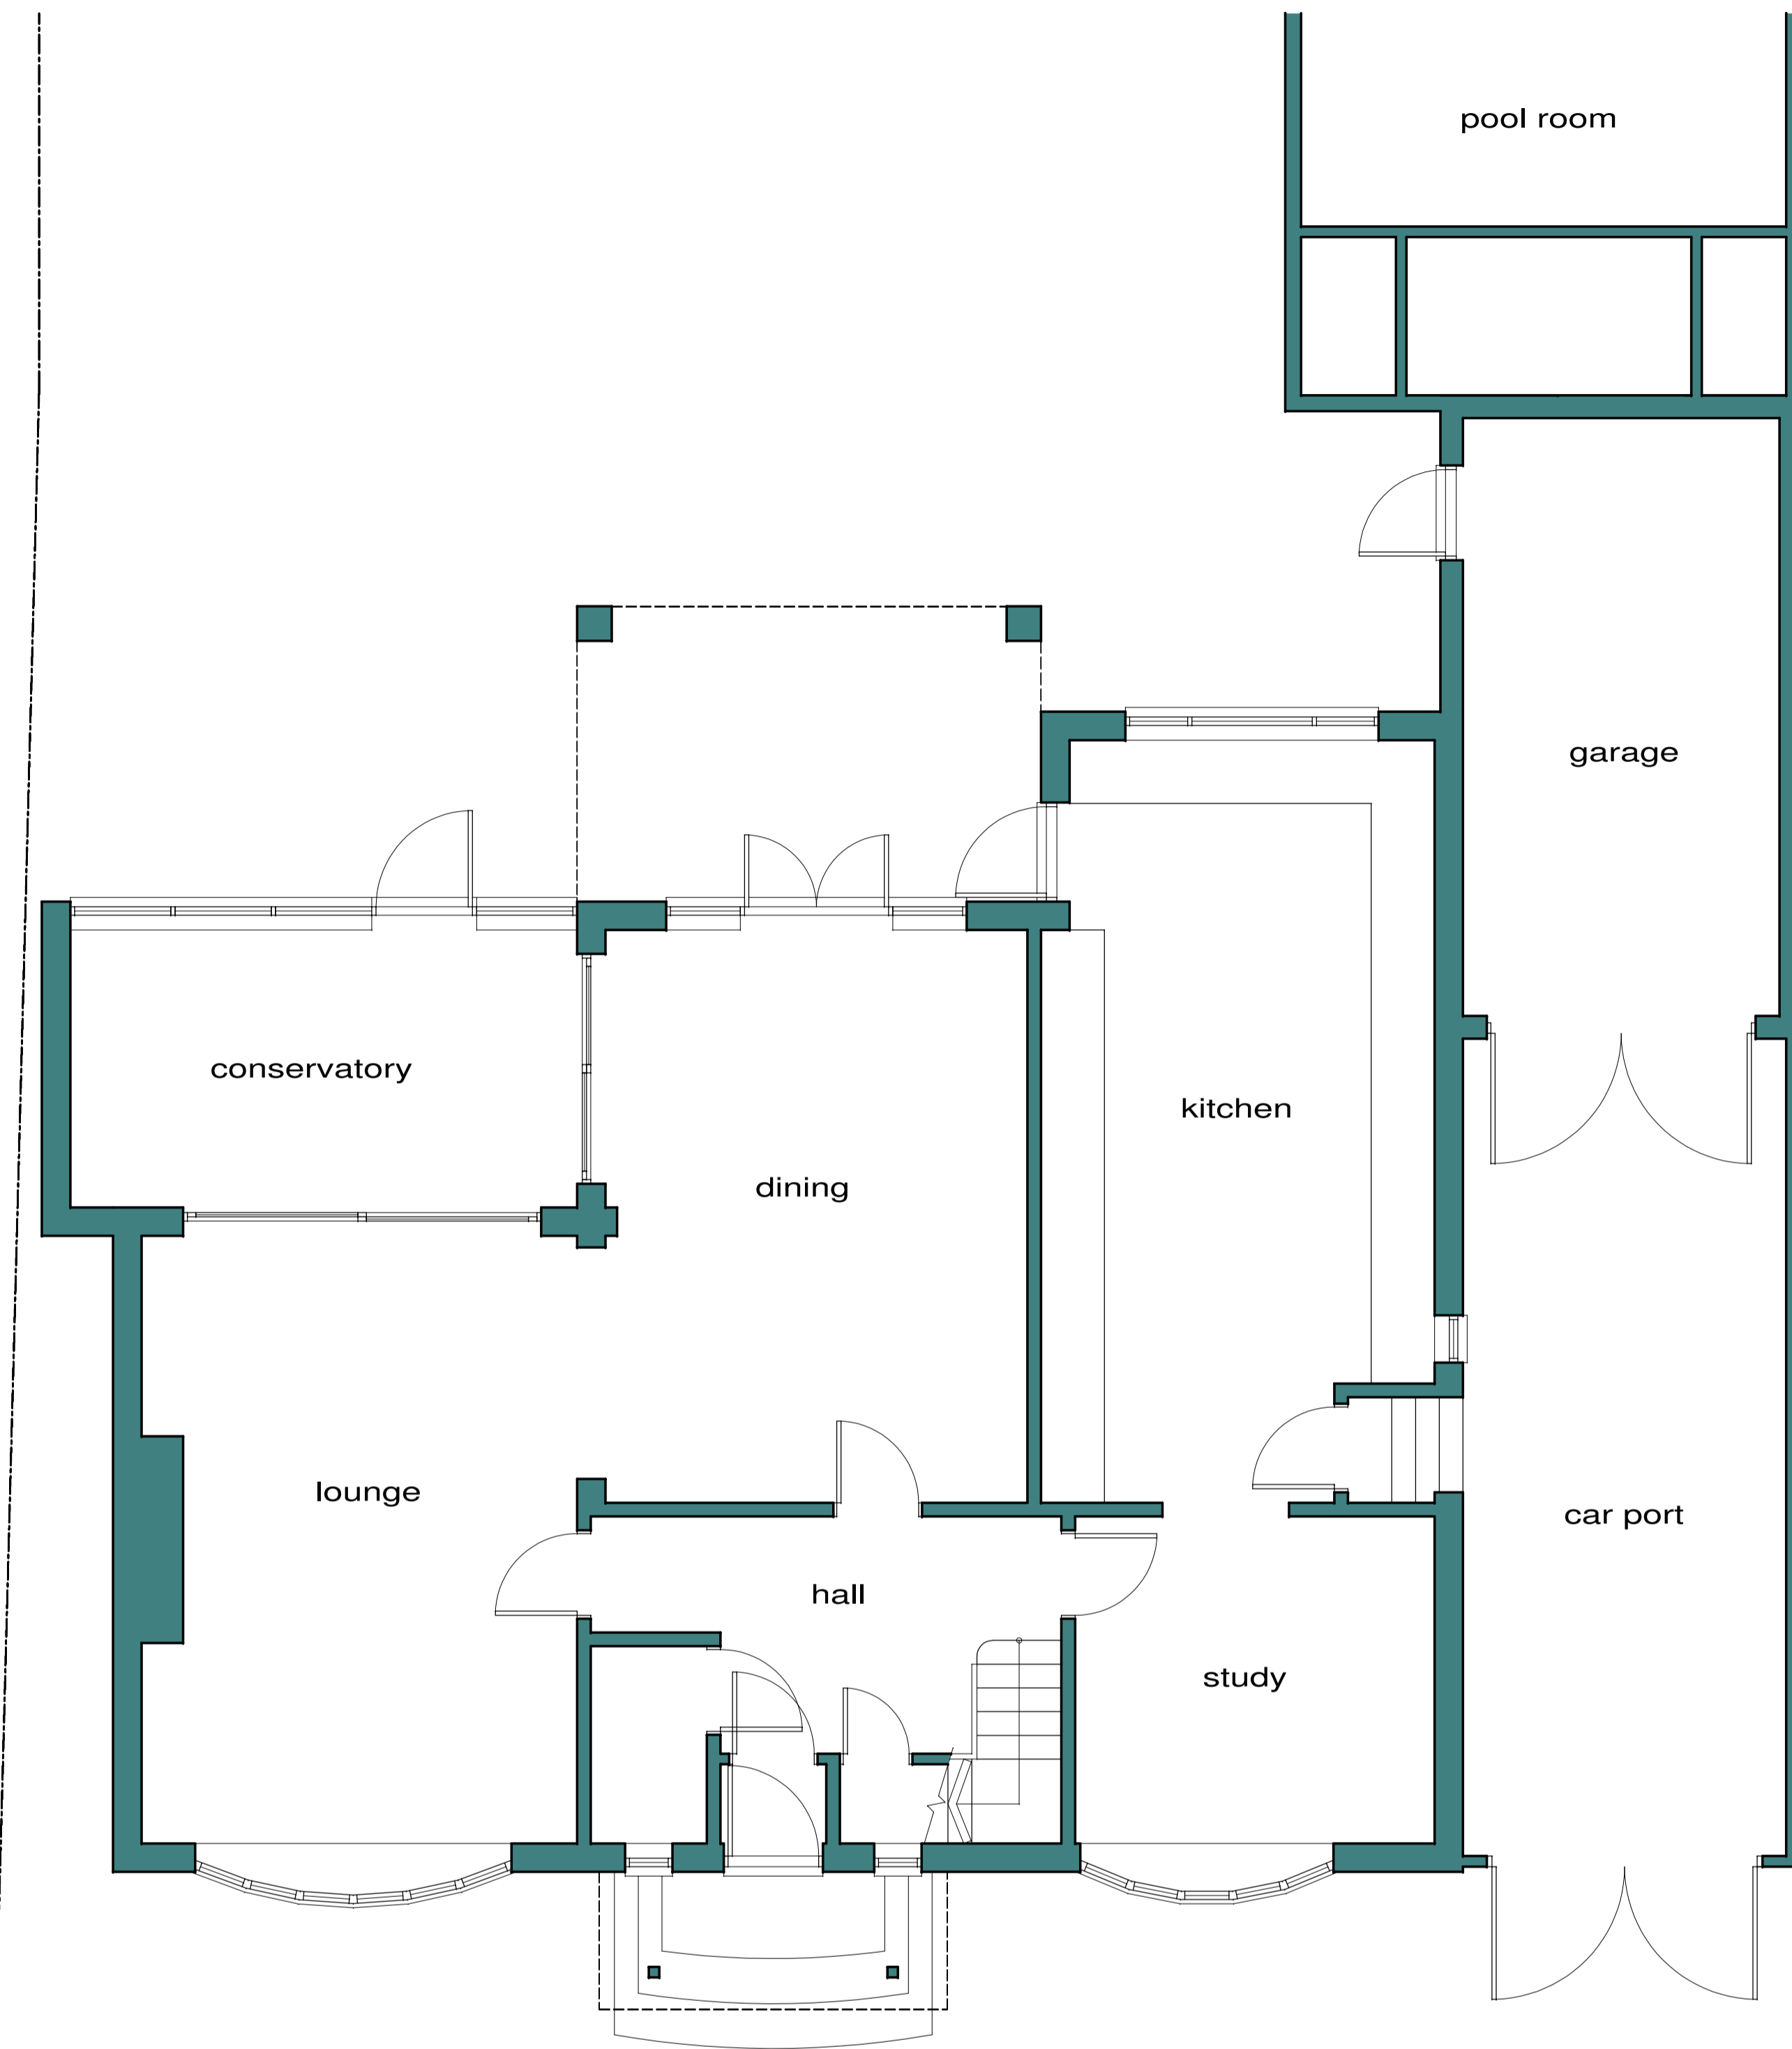 pool room
garage
conservatory
kitchen
dining
lounge
car port
hall
study